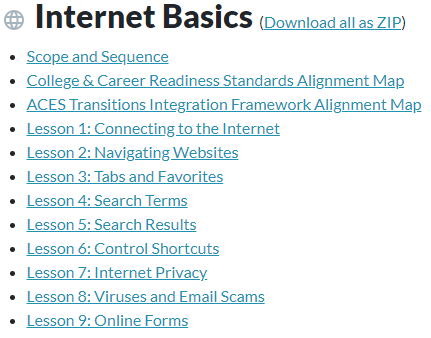 Internet Basics (Download all as ZIP)
Scope and Sequence
College & Career Readiness Standards Alignment Map
ACES Transitions Integration Framework Alignment Map
Lesson 1: Connecting to the Internet
Lesson 2: Navigating Websites
Lesson 3: Tabs and Favorites
Lesson 4: Search Terms
Lesson 5: Search Results
Lesson 6: Control Shortcuts
Lesson 7: Internet Privacy
Lesson 8: Viruses and Email Scams
Lesson 9: Online Forms